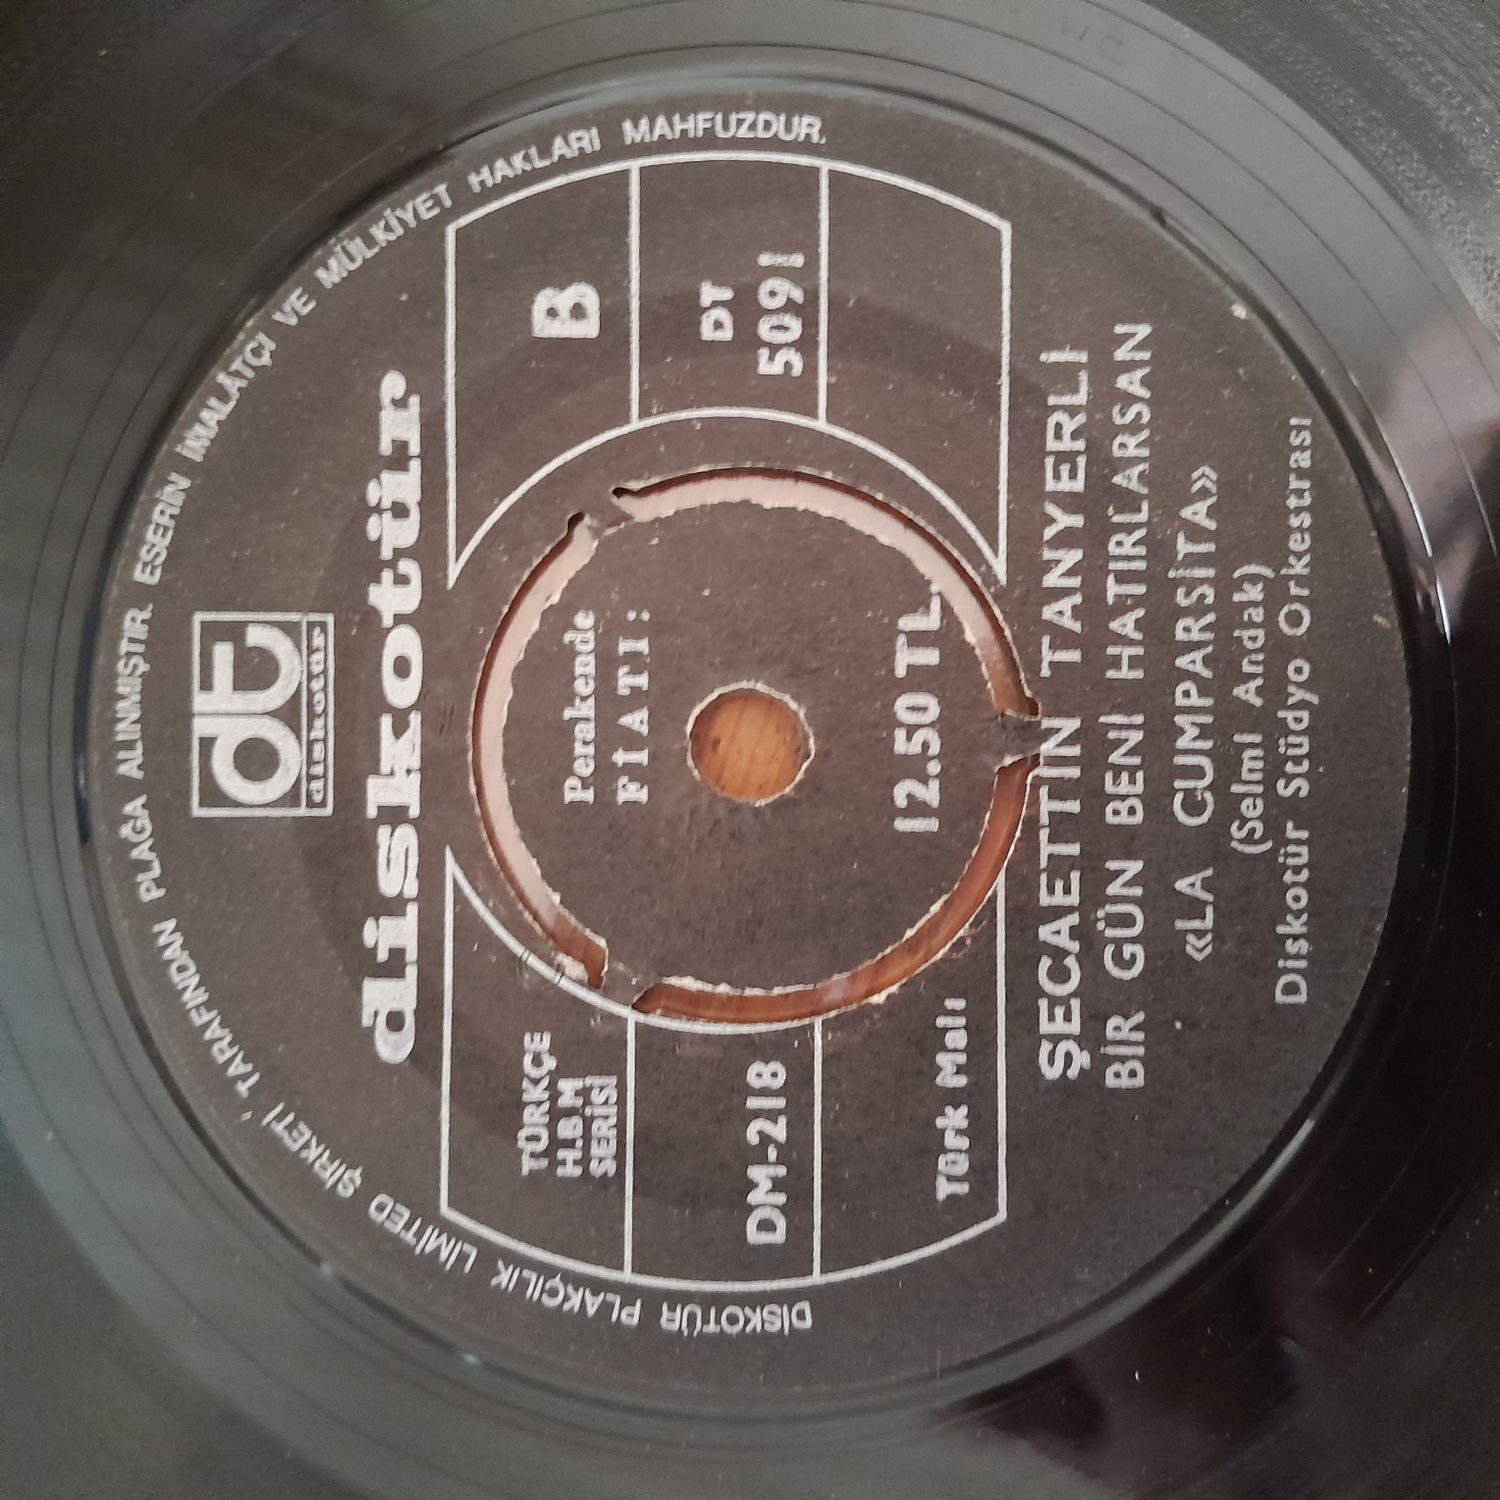 DİSKOTÜR PLAKÇILIK LİMİTED ŞİRKETİ TARAFINDAN PLAĞA ALINMIŞTIR ESERİN İMALÂTÇI VE MÜLKİYET HAKLARI MAHFUZDUR.
dt
diskotür
diskotür
TÜRKÇE
H.B.M
SERİSİ
B
Perakende
FİATI:
DM-218
DT
5091
12.50 TL.
Türk Malı
ŞECAETTİN TANYERLİ
BİR GÜN BENİ HATIRLARSAN
«LA CUMPARSİTA»
(Selmi Andak)
Diskotür Stüdyo Orkestrası